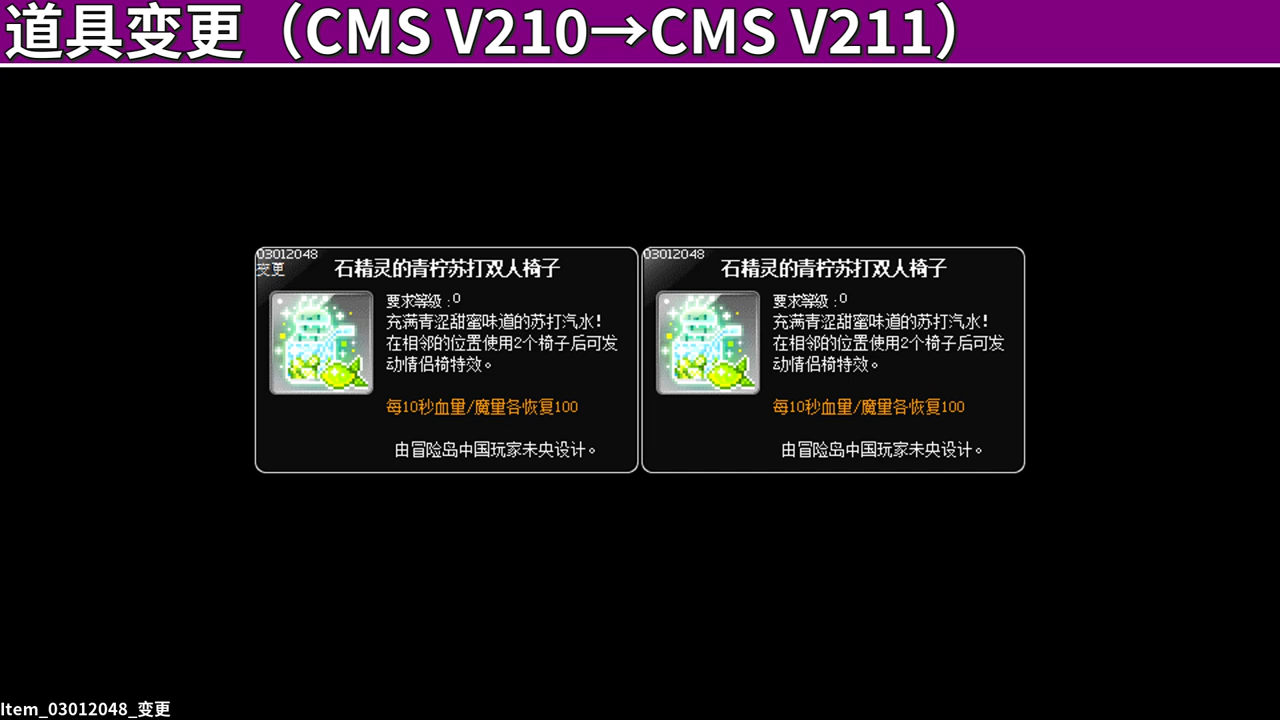 道具变更（CMS V210→CMS V211）
03012048
变更
石精灵的青柠苏打双人椅子
要求等级 :0
充满青涩甜蜜味道的苏打汽水!
在相邻的位置使用2个椅子后可发
动情侣椅特效。
每10秒血量/魔量各恢复100
由冒险岛中国玩家未央设计。
03012048
石精灵的青柠苏打双人椅子
要求等级 :0
充满青涩甜蜜味道的苏打汽水!
在相邻的位置使用2个椅子后可发
动情侣椅特效。
每10秒血量/魔量各恢复100
由冒险岛中国玩家未央设计。
Item_03012048_变更